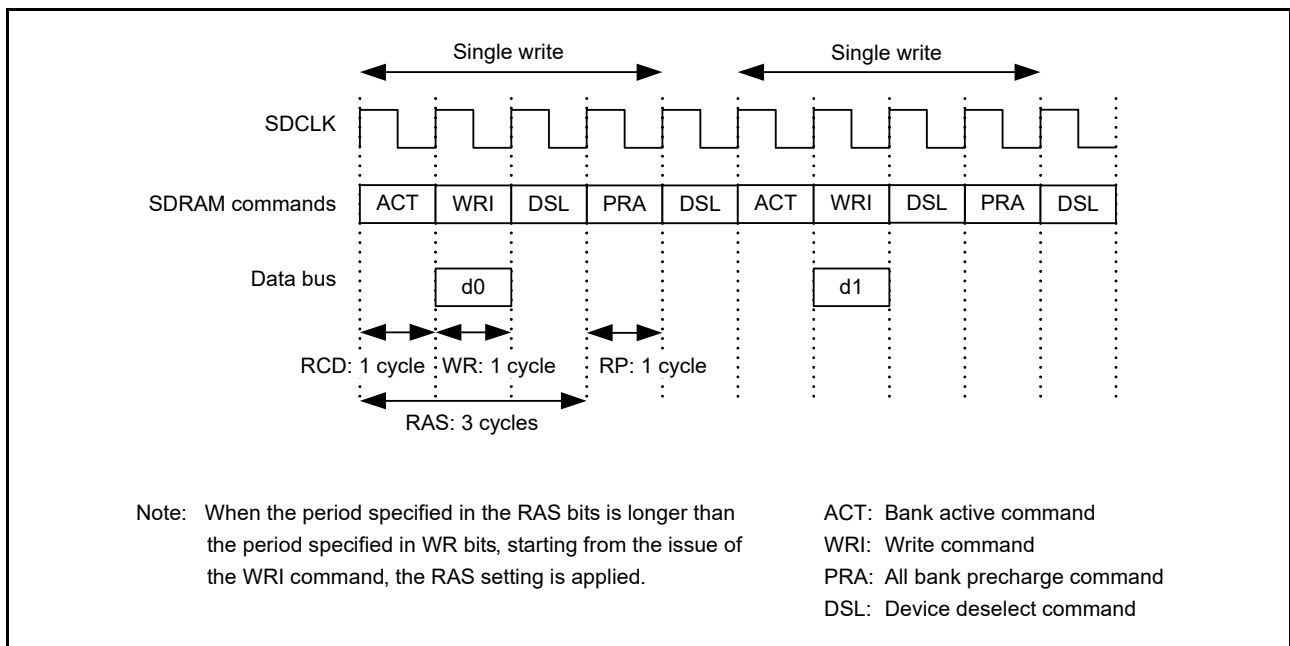 Single write Single write
SDCLK
SDRAM commands ACT WRI DSL PRA DSL ACT WRI DSL PRA DSL
Data bus d0 d1
RCD: 1 cycle WR: 1 cycle RP: 1 cycle
RAS: 3 cycles
Note: When the period specified in the RAS bits is longer than
the period specified in WR bits, starting from the issue of
the WRI command, the RAS setting is applied.
ACT: Bank active command
WRI: Write command
PRA: All bank precharge command
DSL: Device deselect command